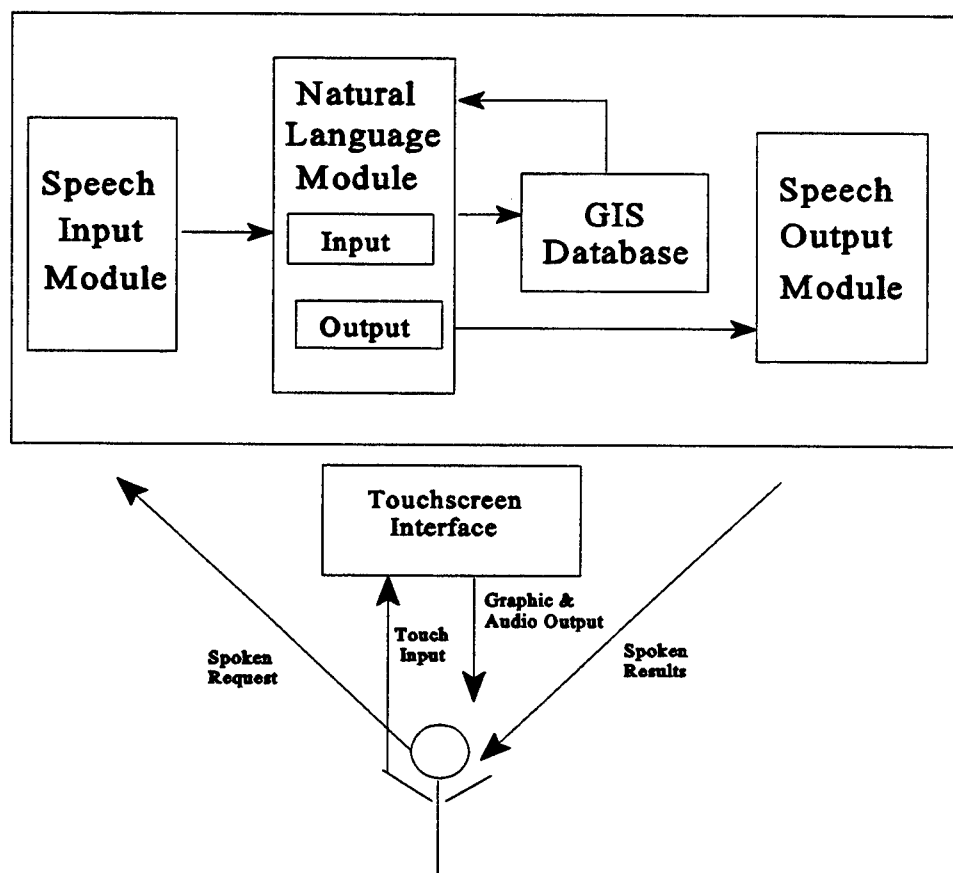 Speech
Input
Module
Natural
Language
Module
Input
Output
GIS
Database
Speech
Output
Module
Touchscreen
Interface
Spoken
Request
Touch
Input
Graphic &
Audio Output
Spoken
Results